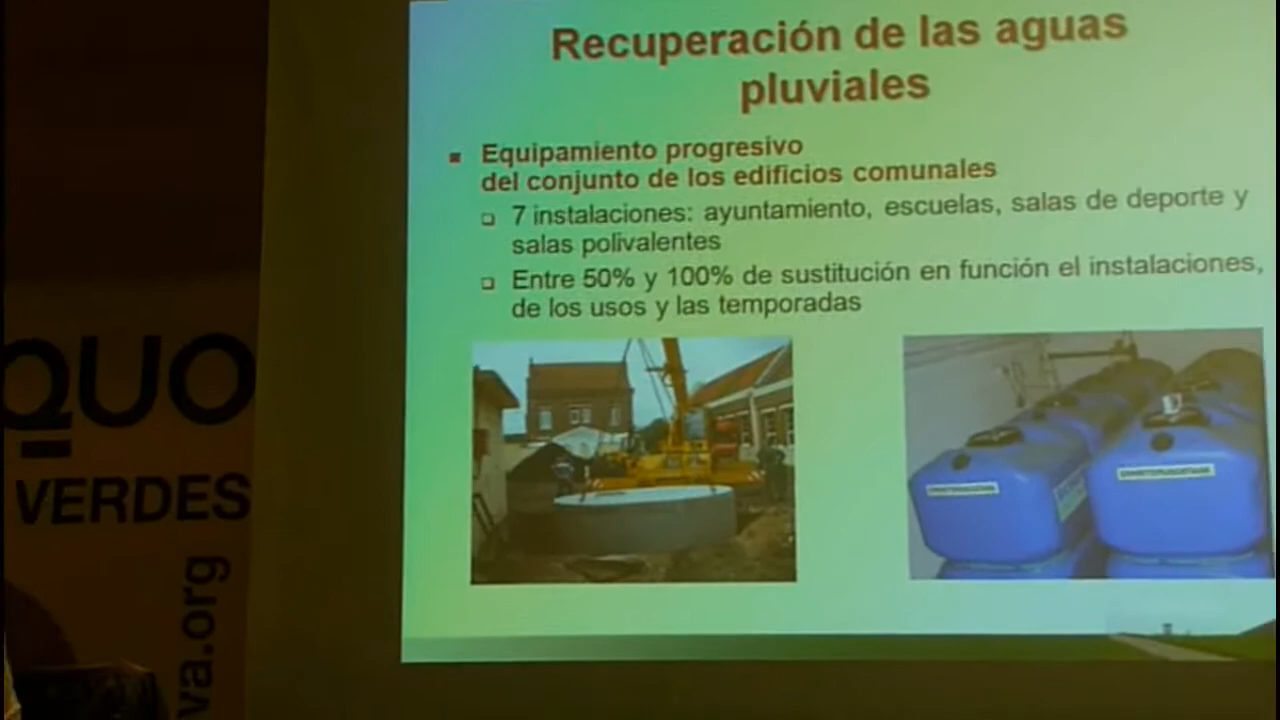 Recuperación de las aguas
pluviales
Equipamiento progresivo
del conjunto de los edificios comunales
7 instalaciones: ayuntamiento, escuelas, salas de deporte y
salas polivalentes
Entre 50% y 100% de sustitución en función el instalaciones,
de los usos y las temporadas
QUO
VERDES
va.org